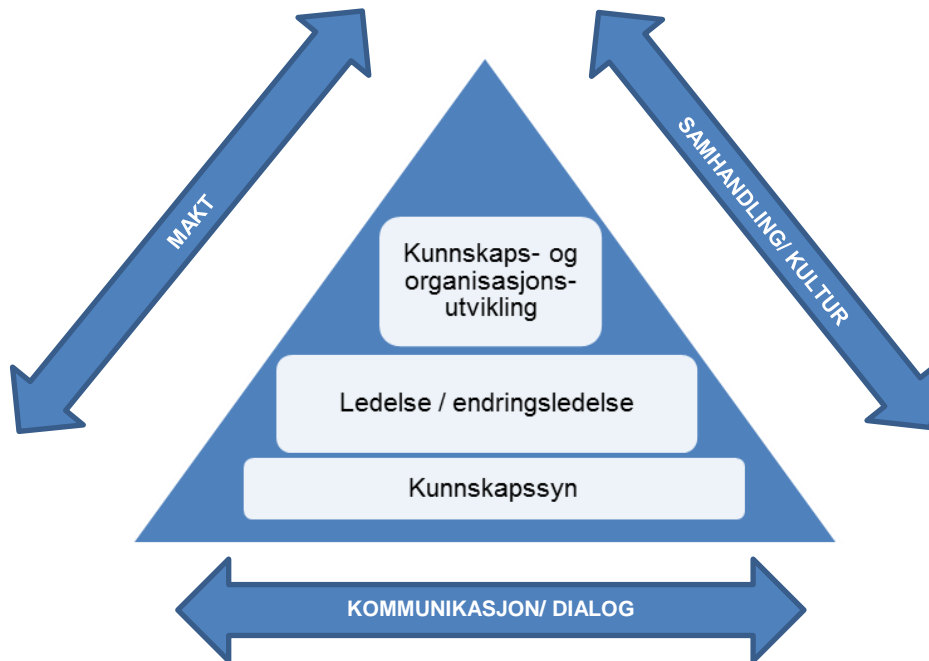 MAKT
SAMHANDLING/ KULTUR
Kunnskaps- og
organisasjons-
utvikling
Ledelse / endringsledelse
Kunnskapssyn
KOMMUNIKASJON/ DIALOG